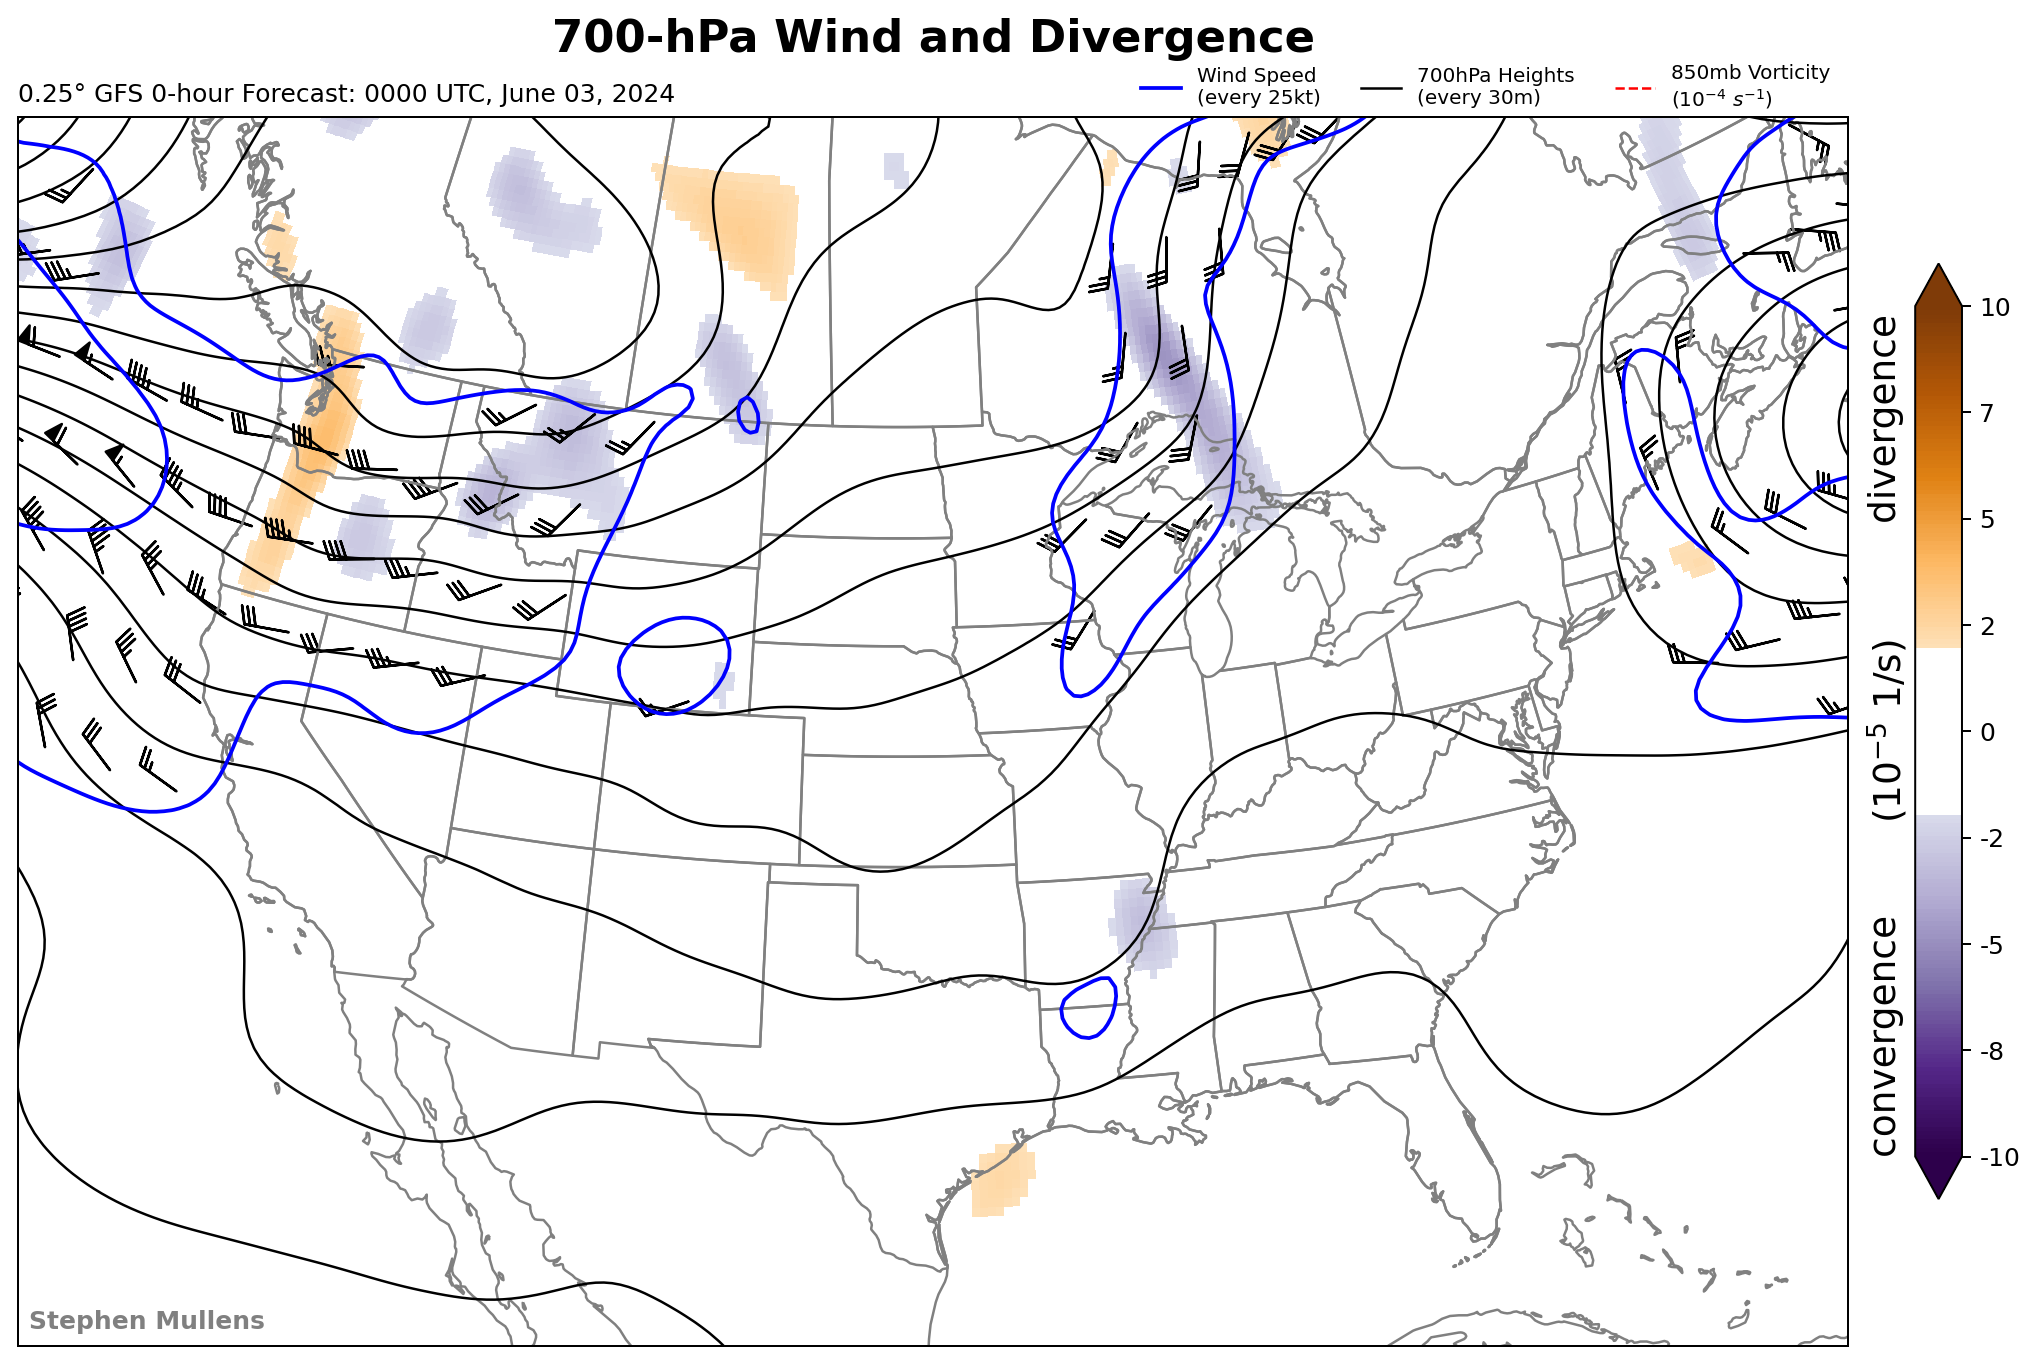 700-hPa Wind and Divergence
0.25° GFS 0-hour Forecast: 0000 UTC, June 03, 2024
Wind Speed
(every 25kt)
700hPa Heights
(every 30m)
850mb Vorticity
(10⁻⁴ s⁻¹)
10
7
5
2
0
-2
-5
-8
-10
convergence (10⁻⁵ 1/s) divergence
Stephen Mullens